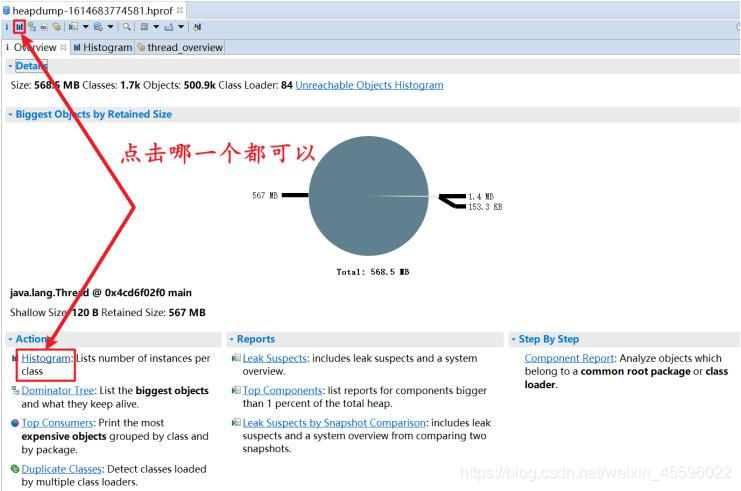 heapdump-1614683774581.hprof
i Overview Histogram thread_overview
Details
Size: 568.5 MB Classes: 1.7k Objects: 500.9k Class Loader: 84 Unreachable Objects Histogram
Biggest Objects by Retained Size
点击哪一个都可以
567 MB
1.4 MB
153.3 KB
Total: 568.5 MB
java.lang.Thread @ 0x4cd6f02f0 main
Shallow Size: 120 B Retained Size: 567 MB
Actions
Histogram: Lists number of instances per
class
Dominator Tree: List the biggest objects
and what they keep alive.
Top Consumers: Print the most
expensive objects grouped by class and
by package.
Duplicate Classes: Detect classes loaded
by multiple class loaders.
Reports
Leak Suspects: includes leak suspects and a system
overview.
Top Components: list reports for components bigger
than 1 percent of the total heap.
Leak Suspects by Snapshot Comparison: includes leak
suspects and a system overview from comparing two
snapshots.
Step By Step
Component Report: Analyze objects which
belong to a common root package or class
loader.
https://blog.csdn.net/weixin_45596022